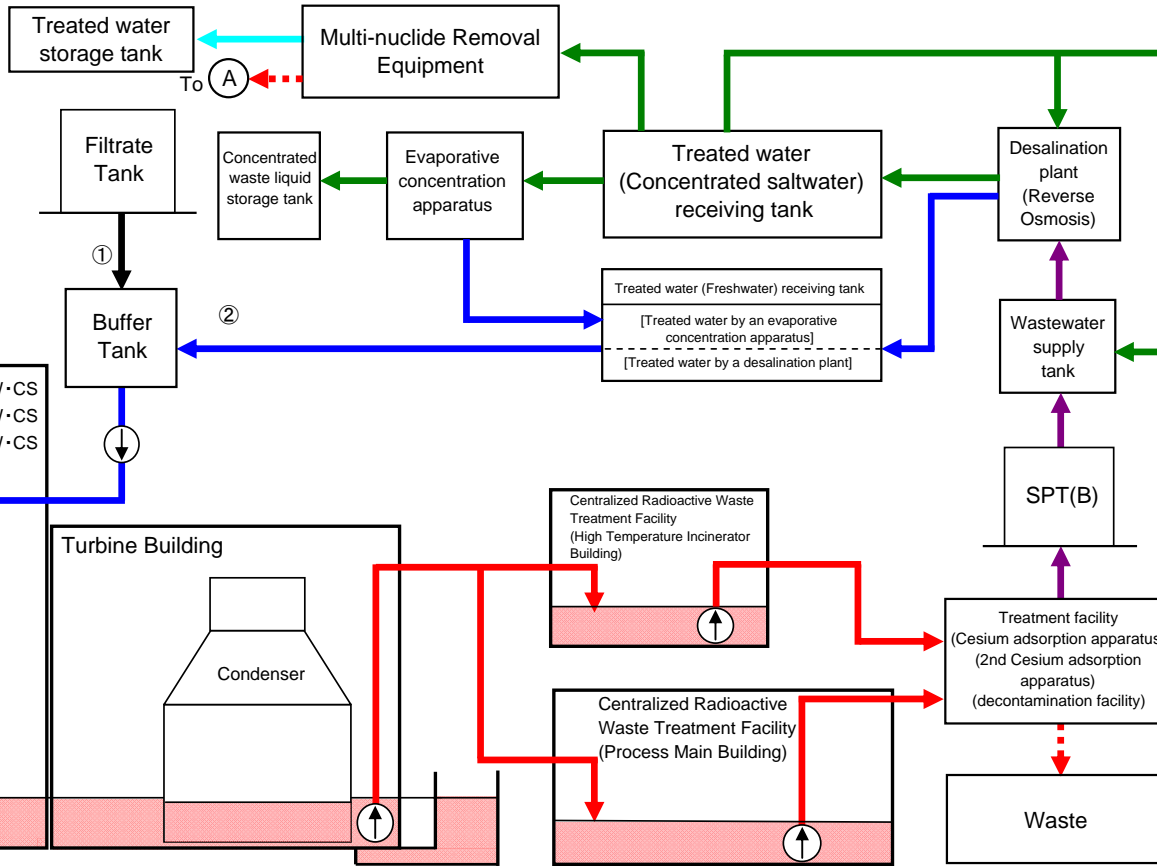 Treated water
storage tank
Multi-nuclide Removal
Equipment
To
A
Filtrate
Tank
Concentrated
waste liquid
storage tank
Evaporative
concentration
apparatus
Treated water
(Concentrated saltwater)
receiving tank
Desalination
plant
(Reverse
Osmosis)
①
Buffer
Tank
②
Treated water (Freshwater) receiving tank
[Treated water by an evaporative
concentration apparatus]
[Treated water by a desalination plant]
Wastewater
supply
tank
・CS
・CS
・CS
SPT(B)
Turbine Building
Condenser
Centralized Radioactive Waste
Treatment Facility
(High Temperature Incinerator
Building)
Centralized Radioactive
Waste Treatment Facility
(Process Main Building)
Treatment facility
(Cesium adsorption apparatus
(2nd Cesium adsorption
apparatus)
(decontamination facility)
Waste